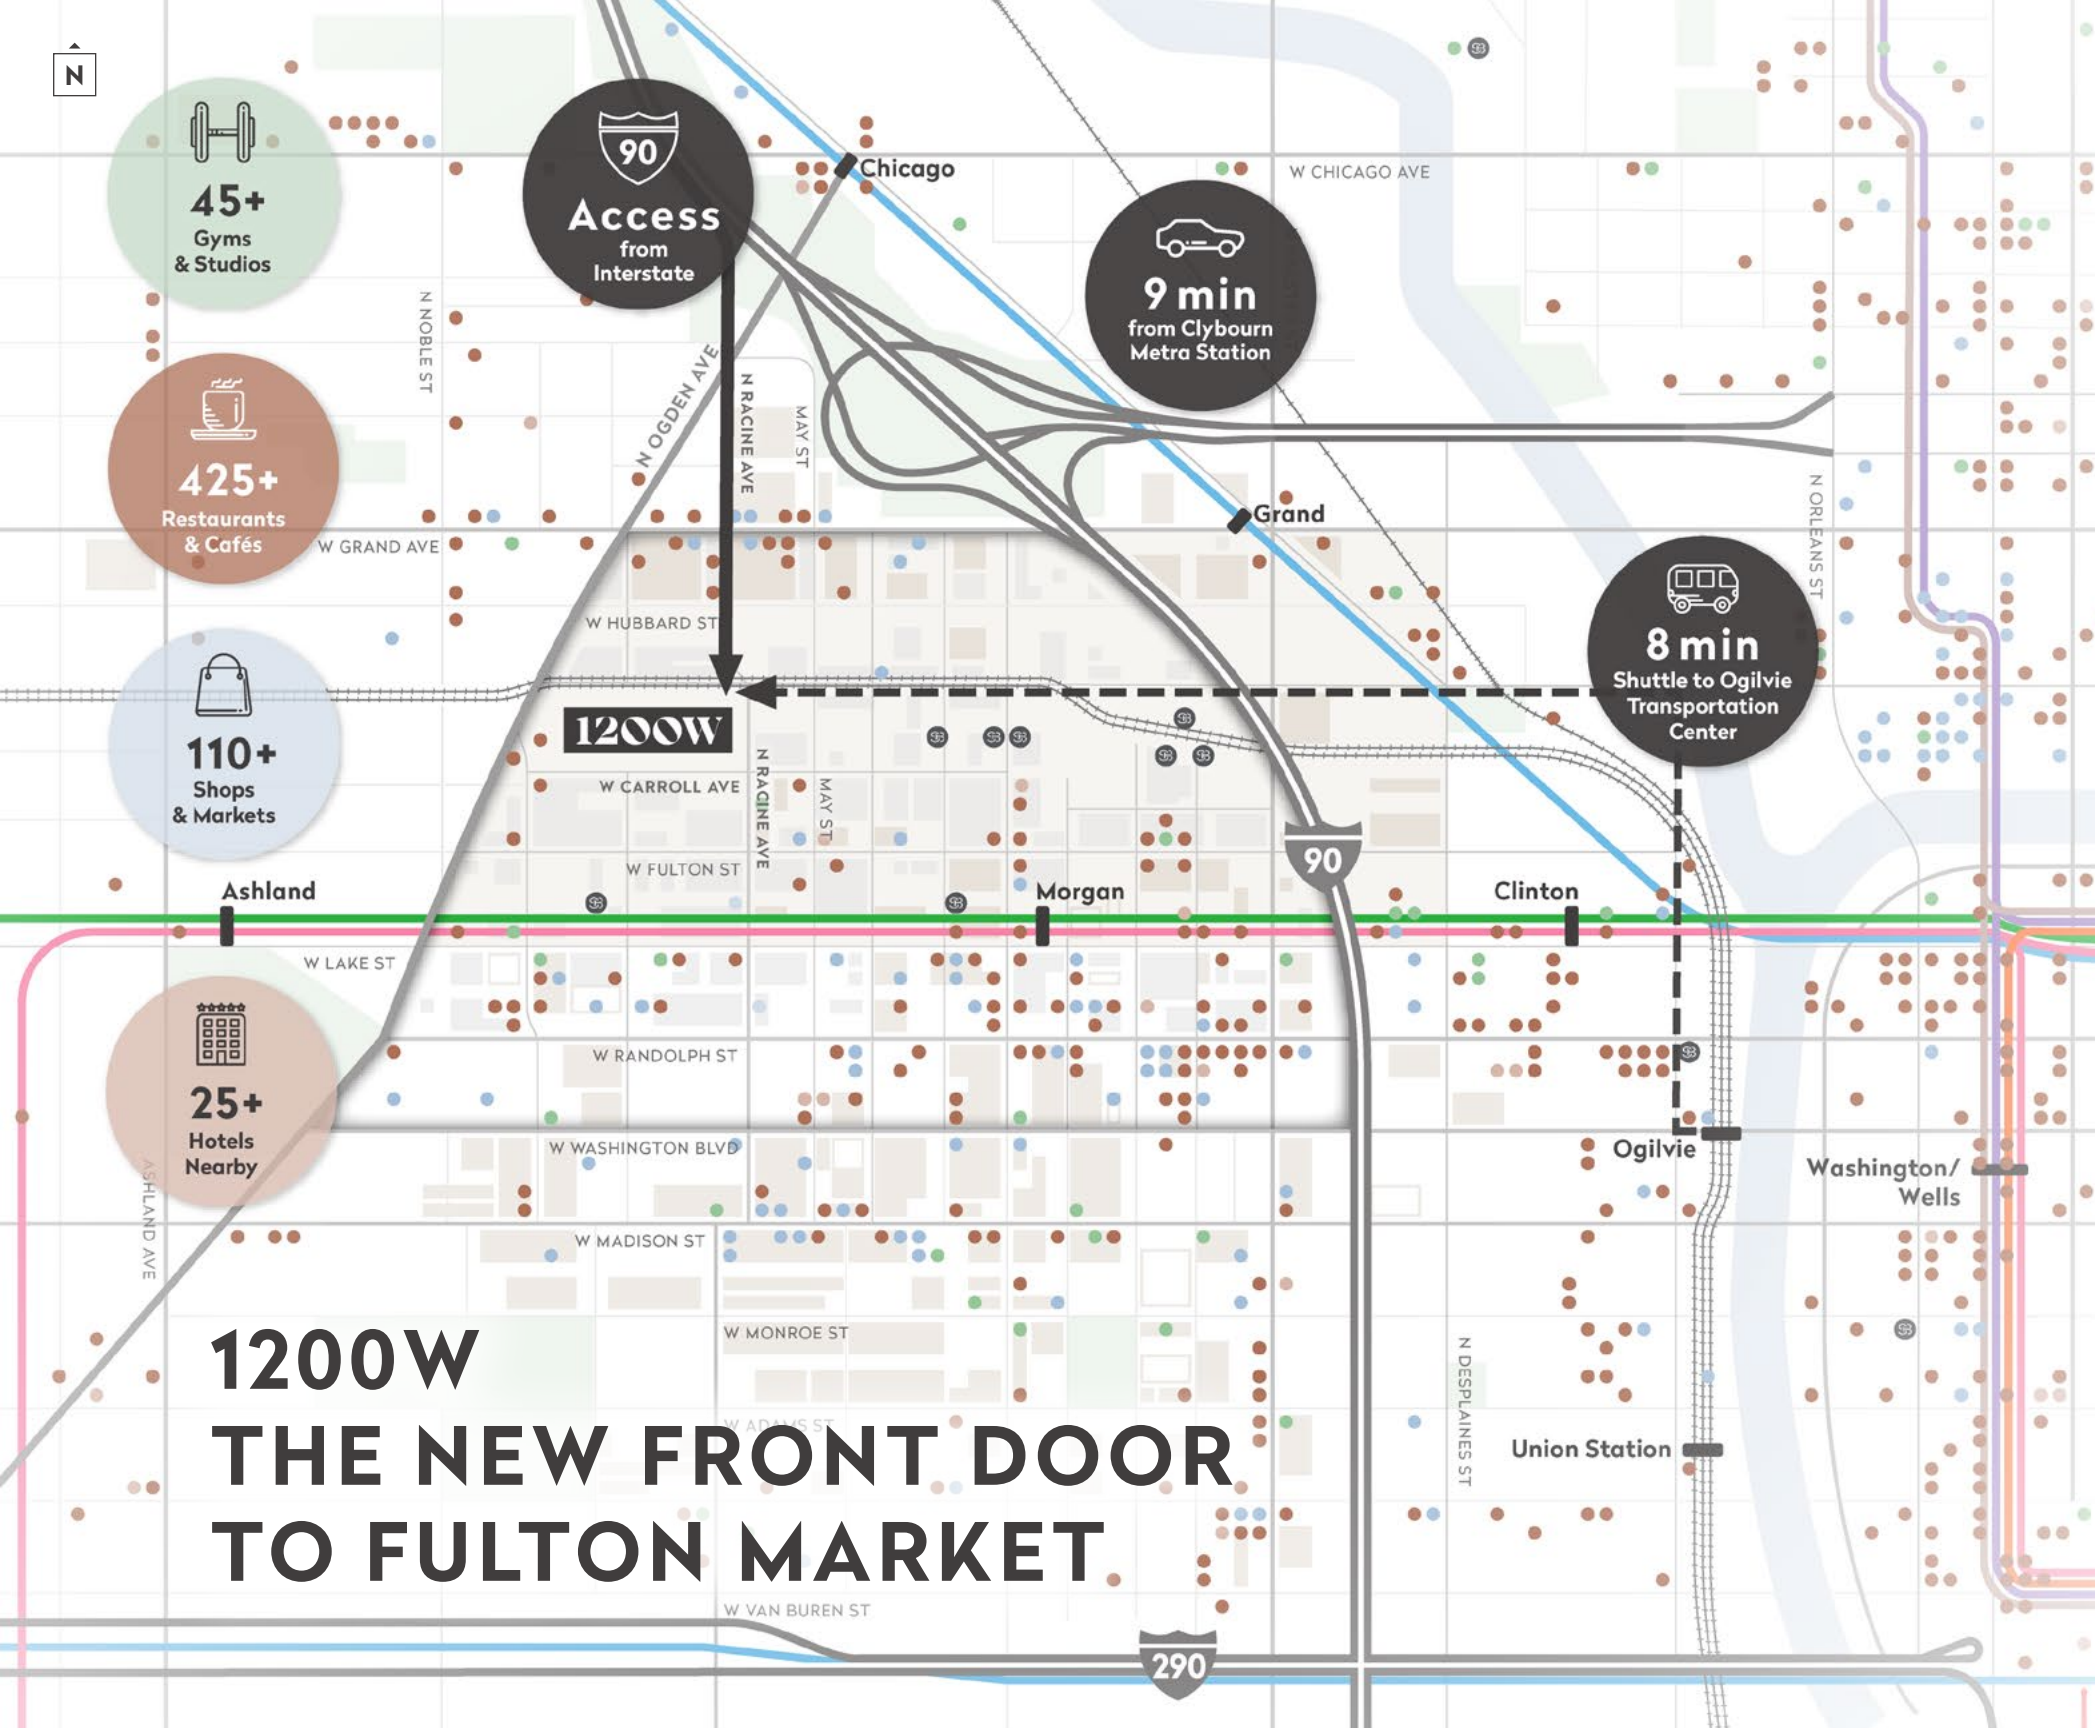 N
45+
Gyms
& Studios
90
Access
from
Interstate
Chicago
W CHICAGO AVE
9 min
from Clybourn
Metra Station
N NOBLE ST
N OGDEN AVE
N RACINE AVE
MAY ST
425+
Restaurants
& Cafés
W GRAND AVE
Grand
N ORLEANS ST
W HUBBARD ST
8 min
Shuttle to Ogilvie
Transportation
Center
110+
Shops
& Markets
1200W
W CARROLL AVE
N RACINE AVE
MAY ST
W FULTON ST
90
Ashland
Morgan
Clinton
W LAKE ST
25+
Hotels
Nearby
W RANDOLPH ST
W WASHINGTON BLVD
Ogilvie
Washington/
Wells
ASHLAND AVE
W MADISON ST
W MONROE ST
N DESPLAINES ST
W ADAMS ST
Union Station
1200W
THE NEW FRONT DOOR
TO FULTON MARKET
W VAN BUREN ST
290